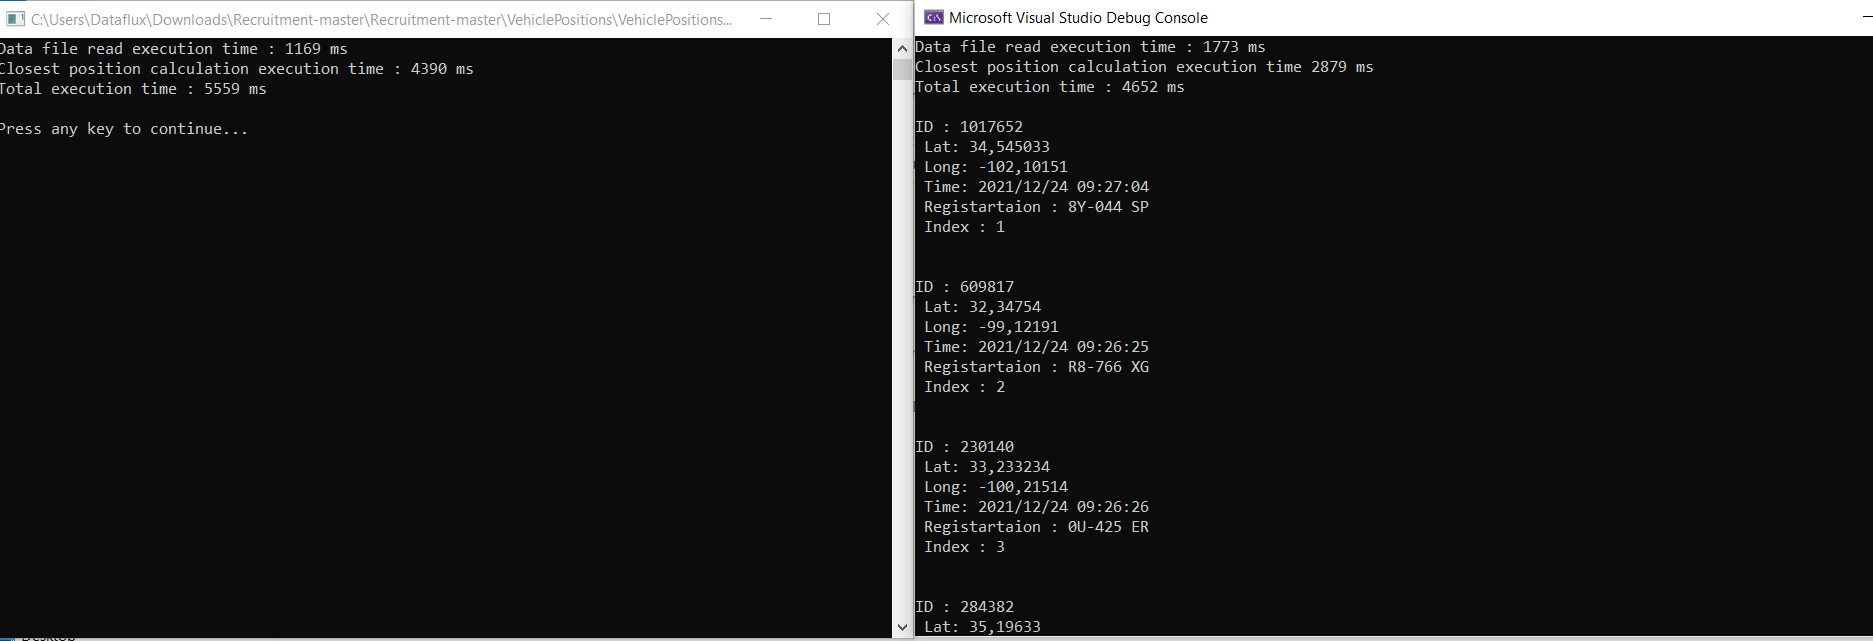 C:\Users\Dataflux\Downloads\Recruitment-master\Recruitment-master\VehiclePositions\VehiclePositions...
Data file read execution time : 1169 ms
Closest position calculation execution time : 4390 ms
Total execution time : 5559 ms
Press any key to continue...
Desktop
Microsoft Visual Studio Debug Console
Data file read execution time : 1773 ms
Closest position calculation execution time 2879 ms
Total execution time : 4652 ms
ID : 1017652
Lat: 34,545033
Long: -102,10151
Time: 2021/12/24 09:27:04
Registartaion : 8Y-044 SP
Index : 1
ID : 609817
Lat: 32,34754
Long: -99,12191
Time: 2021/12/24 09:26:25
Registartaion : R8-766 XG
Index : 2
ID : 230140
Lat: 33,233234
Long: -100,21514
Time: 2021/12/24 09:26:26
Registartaion : 0U-425 ER
Index : 3
ID : 284382
Lat: 35,19633